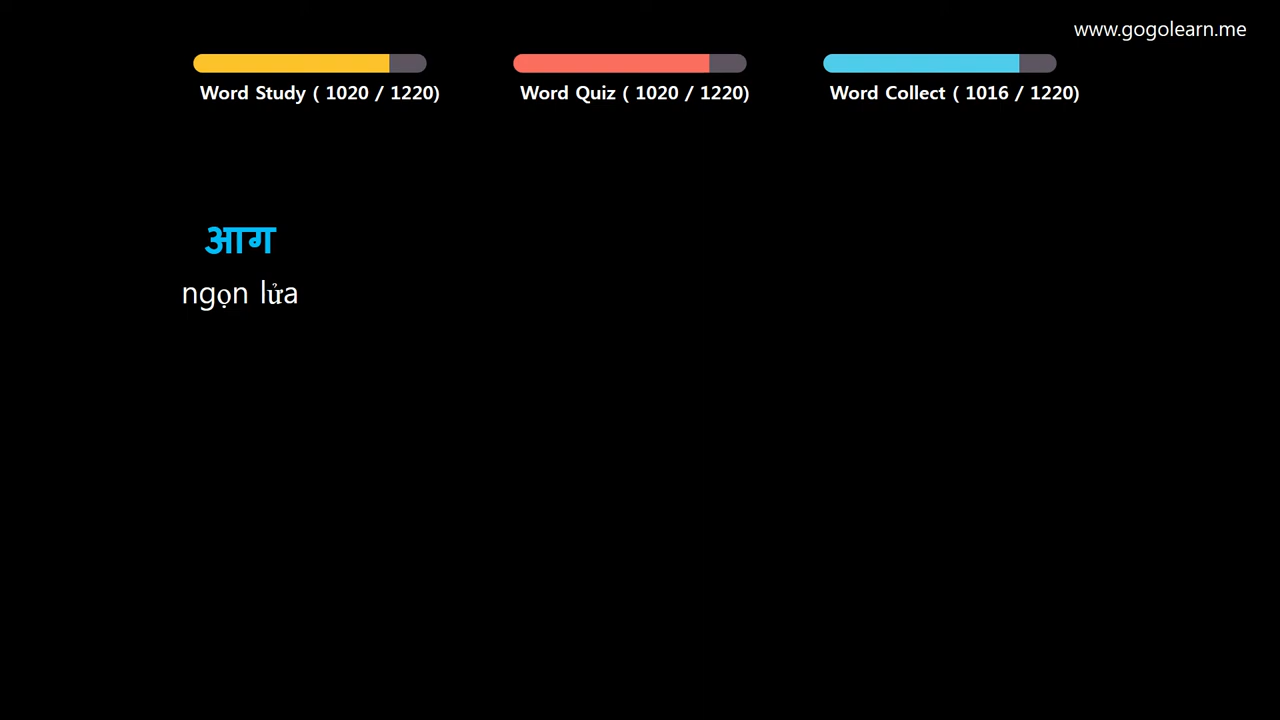 www.gogolearn.me
Word Study ( 1020 / 1220)
Word Quiz ( 1020 / 1220)
Word Collect ( 1016 / 1220)
आग
ngọn lửa